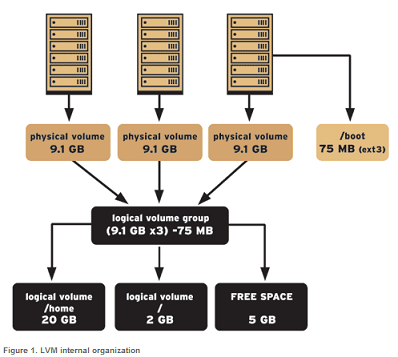 physical volume
9.1 GB
physical volume
9.1 GB
physical volume
9.1 GB
/boot
75 MB (ext3)
logical volume group
(9.1 GB x3) -75 MB
logical volume
/home
20 GB
logical volume
/
2 GB
FREE SPACE
5 GB
Figure 1. LVM internal organization